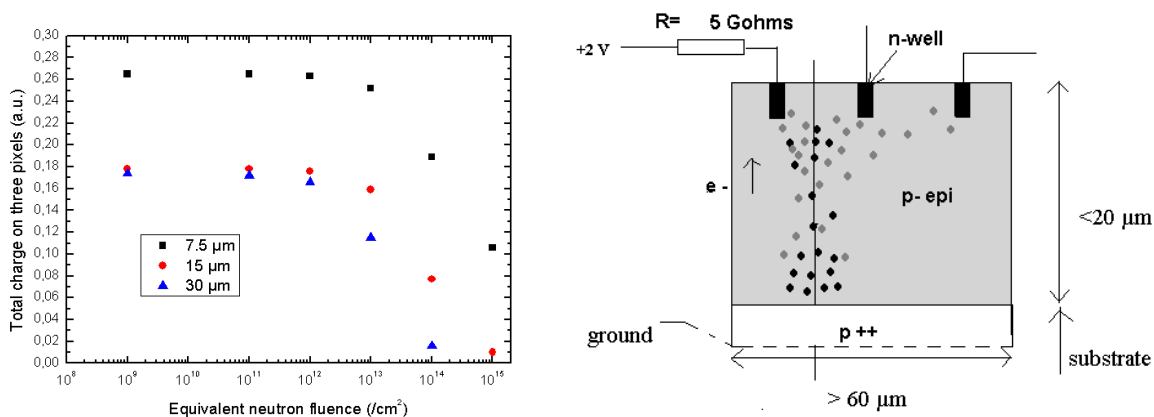 Total charge on three pixels (a.u.)
0,30
0,28
0,26
0,24
0,22
0,20
0,18
0,16
0,14
0,12
0,10
0,08
0,06
0,04
0,02
0,00
7.5 µm
15 µm
30 µm
10⁸ 10⁹ 10¹⁰ 10¹¹ 10¹² 10¹³ 10¹⁴ 10¹⁵
Equivalent neutron fluence (/cm²)
R= 5 Gohms
+2 V
n-well
e -
p- epi
<20 µm
ground
p ++
substrate
> 60 µm